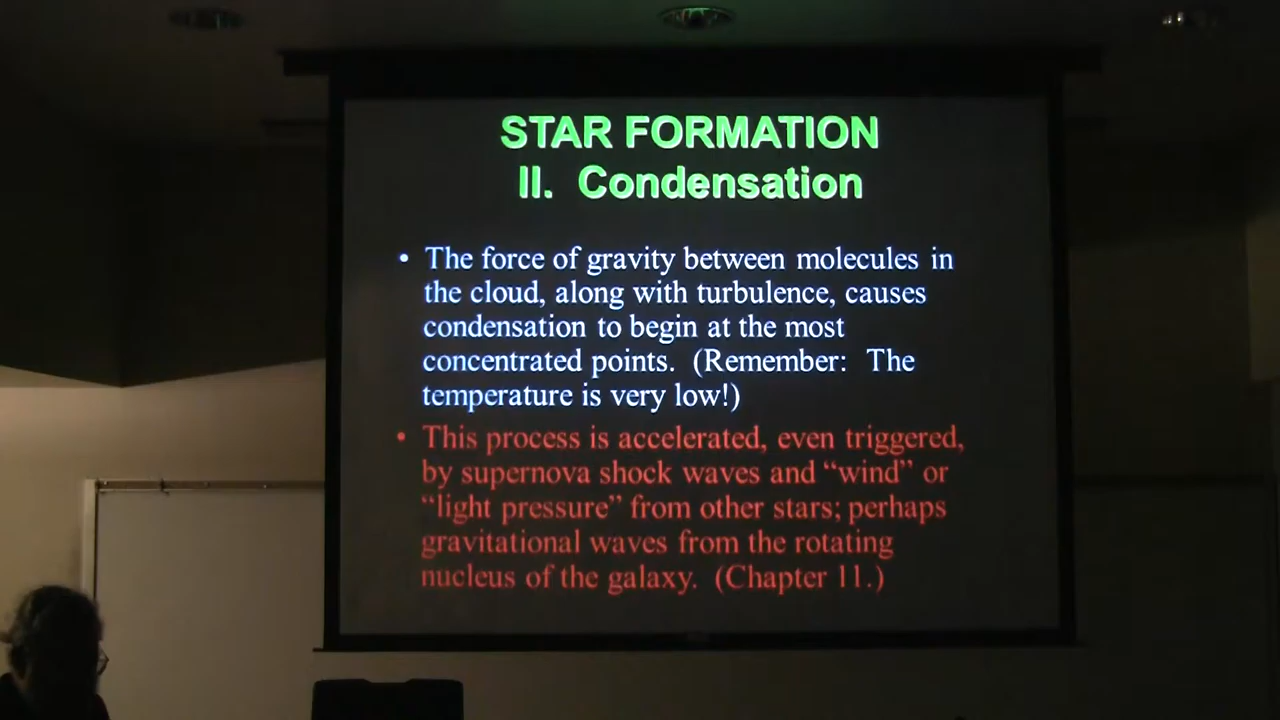 STAR FORMATION
II. Condensation
• The force of gravity between molecules in
the cloud, along with turbulence, causes
condensation to begin at the most
concentrated points. (Remember: The
temperature is very low!)
• This process is accelerated, even triggered,
by supernova shock waves and “wind” or
“light pressure” from other stars; perhaps
gravitational waves from the rotating
nucleus of the galaxy. (Chapter 11.)